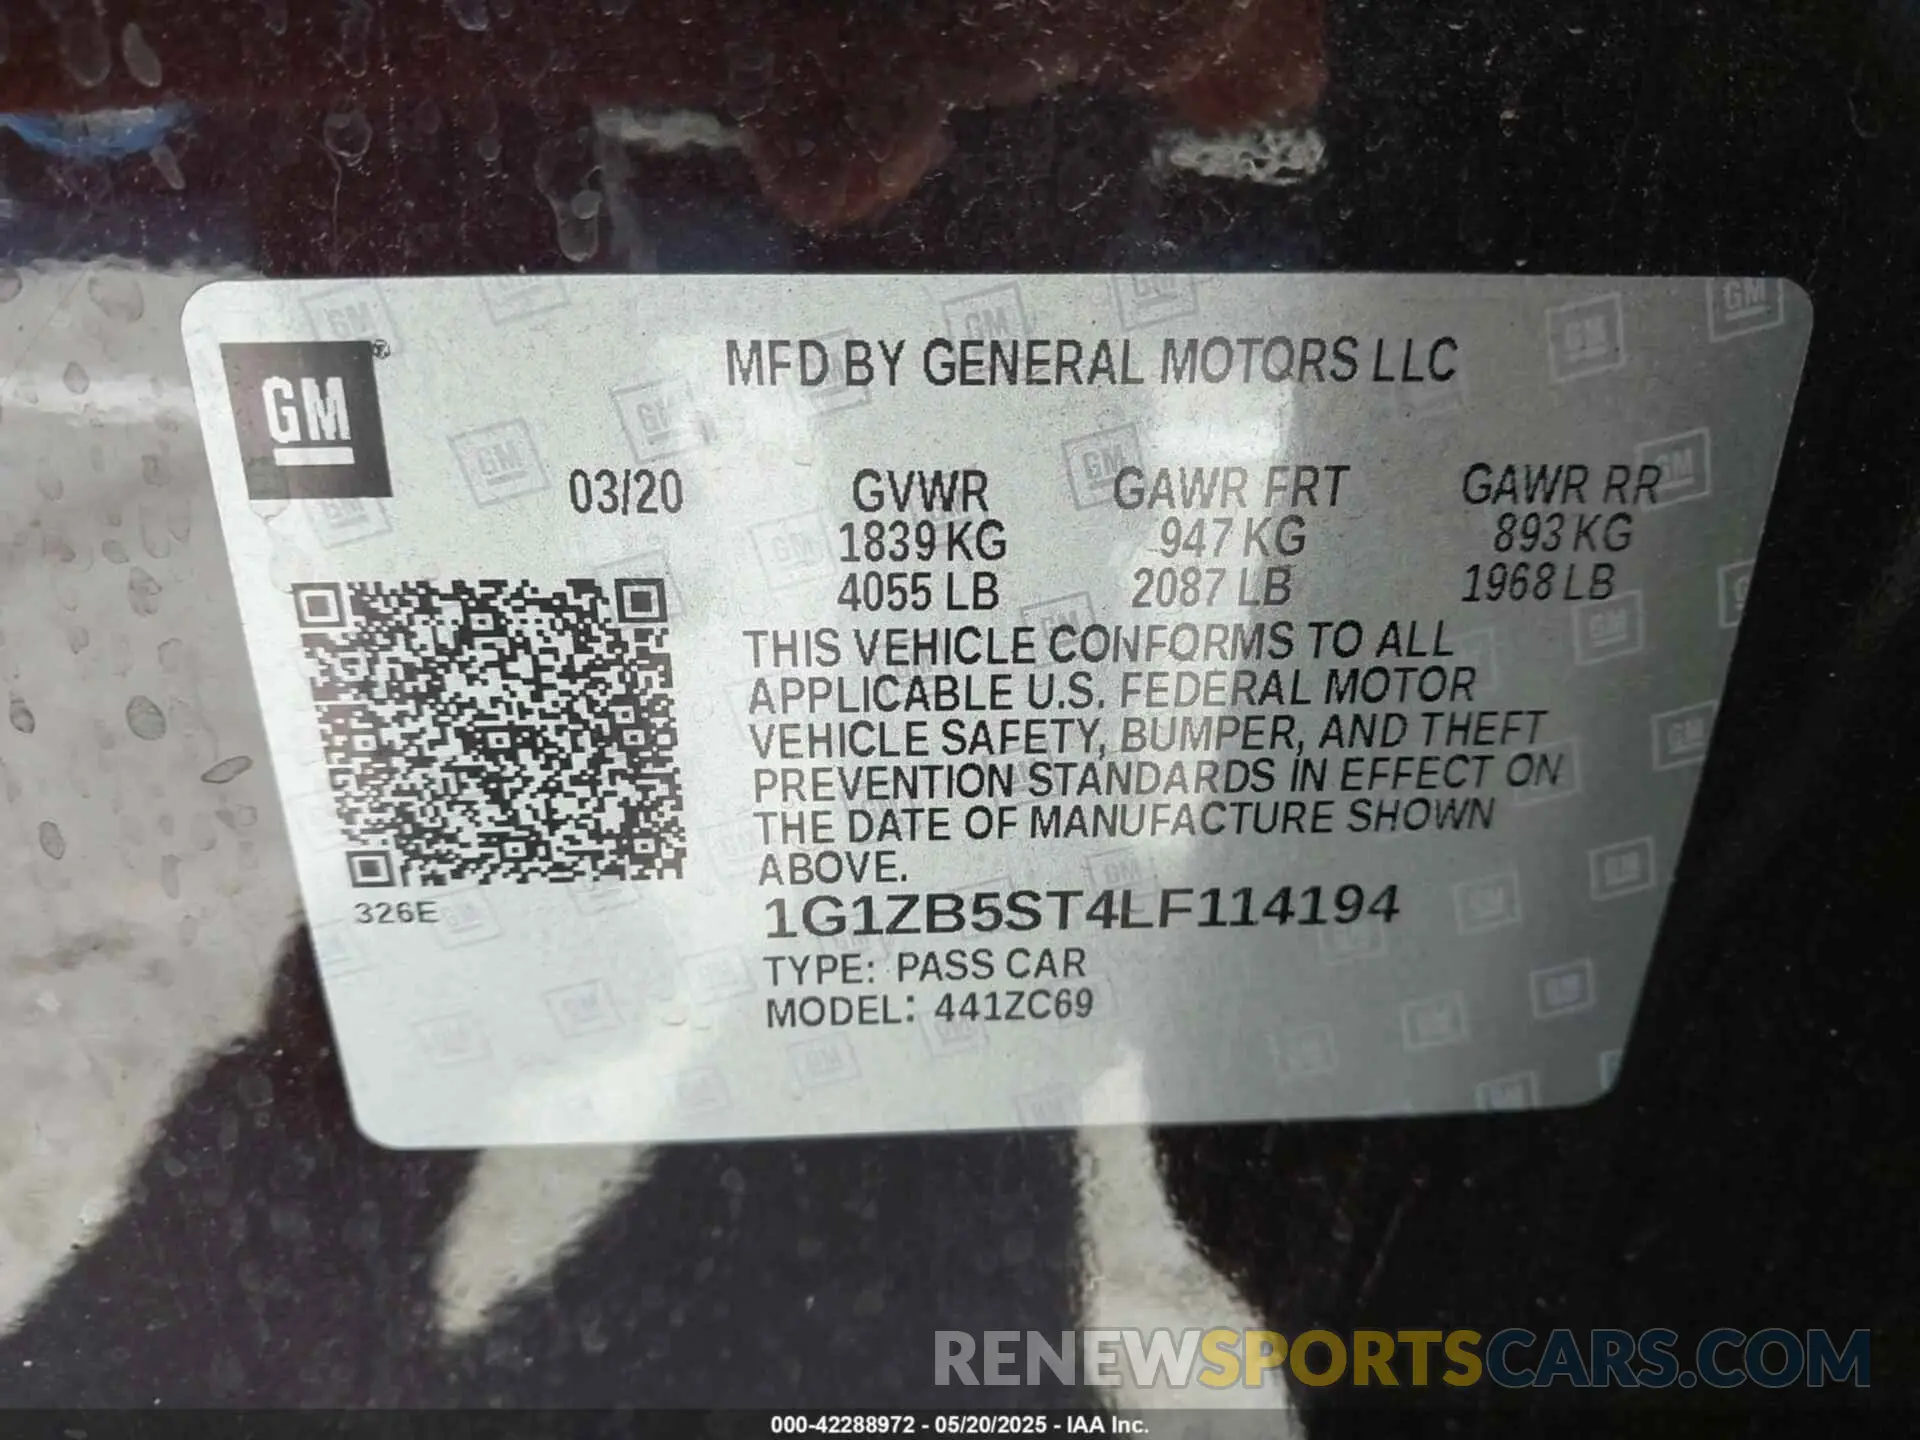 MFD BY GENERAL MOTORS LLC
GM
®
03/20 GVWR GAWR FRT GAWR RR
1839 KG 947 KG 893 KG
4055 LB 2087 LB 1968 LB
THIS VEHICLE CONFORMS TO ALL
APPLICABLE U.S. FEDERAL MOTOR
VEHICLE SAFETY, BUMPER, AND THEFT
PREVENTION STANDARDS IN EFFECT ON
THE DATE OF MANUFACTURE SHOWN
ABOVE.
326E
1G1ZB5ST4LF114194
TYPE: PASS CAR
MODEL: 441ZC69
RENEWSPORTSCARS.COM
000-42288972 - 05/20/2025 - IAA Inc.